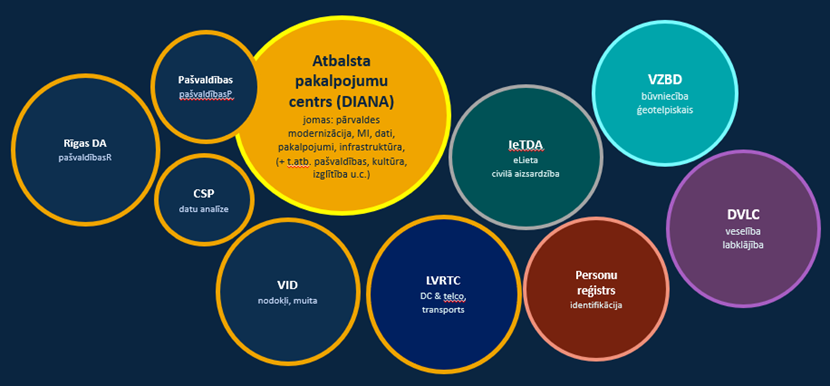 Rīgas DA
pašvaldībasR
Pašvaldības
pašvaldībasP
CSP
datu analīze
Atbalsta
pakalpojumu
centrs (DIANA)
jomas: pārvaldes
modernizācija, MI, dati,
pakalpojumi, infrastruktūra,
(+ t.atb. pašvaldības, kultūra,
izglītība u.c.)
VID
nodokļi, muita
LVRTC
DC & telco,
transports
IeTDA
eLieta
civilā aizsardzība
Personu
reģistrs
identifikācija
VZBD
būvniecība
ģeotelpiskais
DVLC
veselība
labklājība